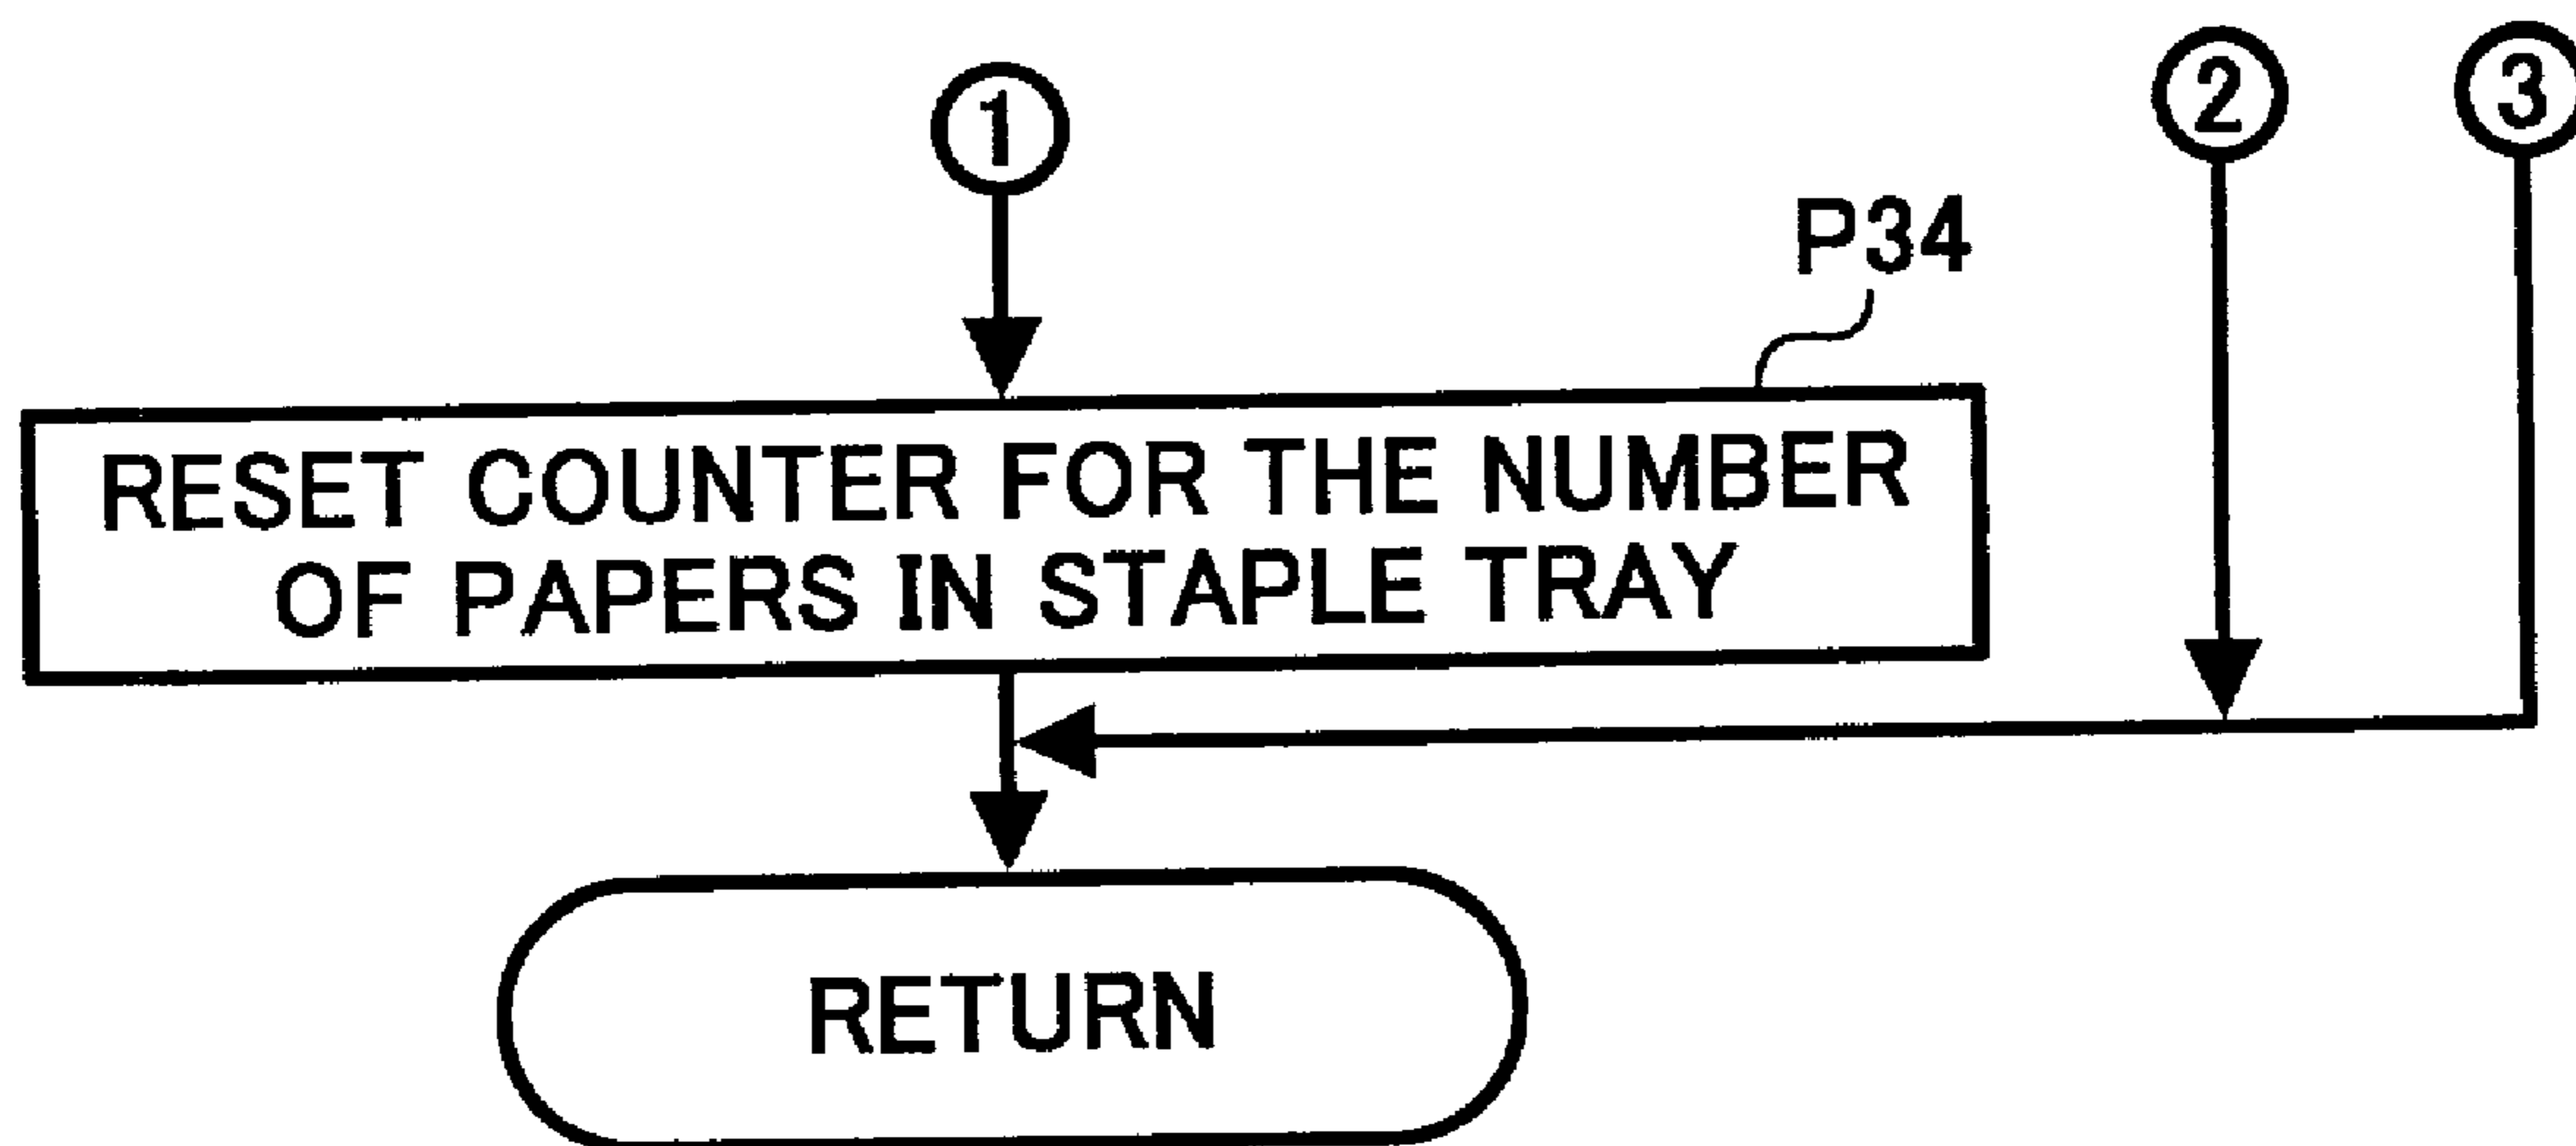 1
2
3
P34
RESET COUNTER FOR THE NUMBER
OF PAPERS IN STAPLE TRAY
RETURN